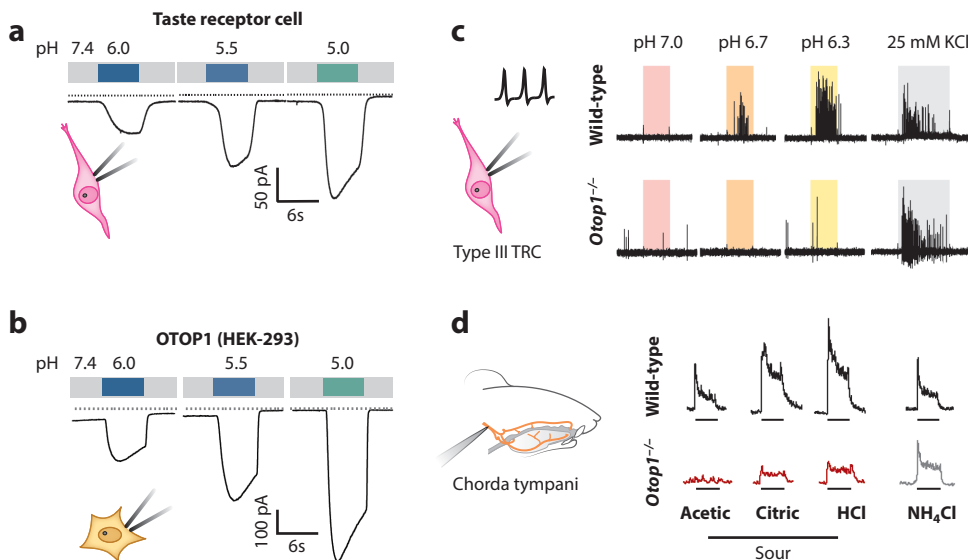 a
Taste receptor cell
pH 7.4 6.0 5.5 5.0
50 pA
6s
b
OTOP1 (HEK-293)
pH 7.4 6.0 5.5 5.0
100 pA
6s
c
pH 7.0 pH 6.7 pH 6.3 25 mM KCl
Wild-type
Otop1−/−
Type III TRC
d
Wild-type
Otop1−/−
Chorda tympani
Acetic Citric HCl NH₄Cl
Sour